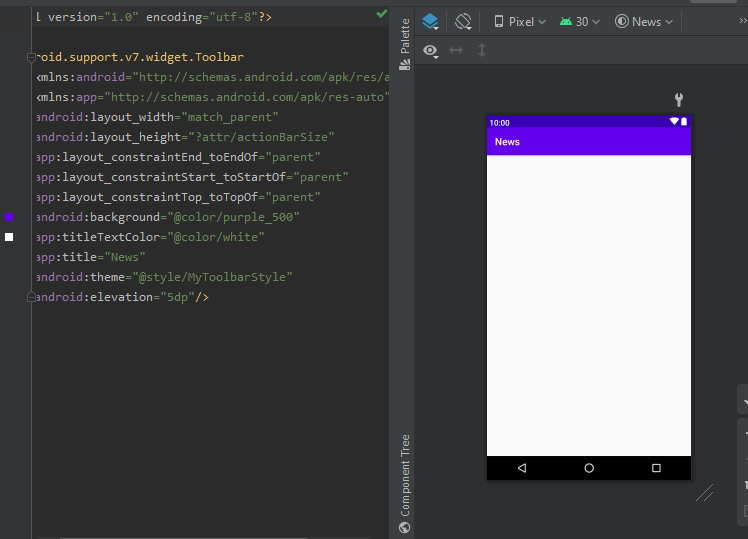 l version="1.0" encoding="utf-8"?>
roid.support.v7.widget.Toolbar
xmlns:android="http://schemas.android.com/apk/res/a
xmlns:app="http://schemas.android.com/apk/res-auto"
android:layout_width="match_parent"
android:layout_height="?attr/actionBarSize"
app:layout_constraintEnd_toEndOf="parent"
app:layout_constraintStart_toStartOf="parent"
app:layout_constraintTop_toTopOf="parent"
android:background="@color/purple_500"
app:titleTextColor="@color/white"
app:title="News"
android:theme="@style/MyToolbarStyle"
android:elevation="5dp"/>
Palette
Component Tree
Pixel
30
News
»
10:00
News